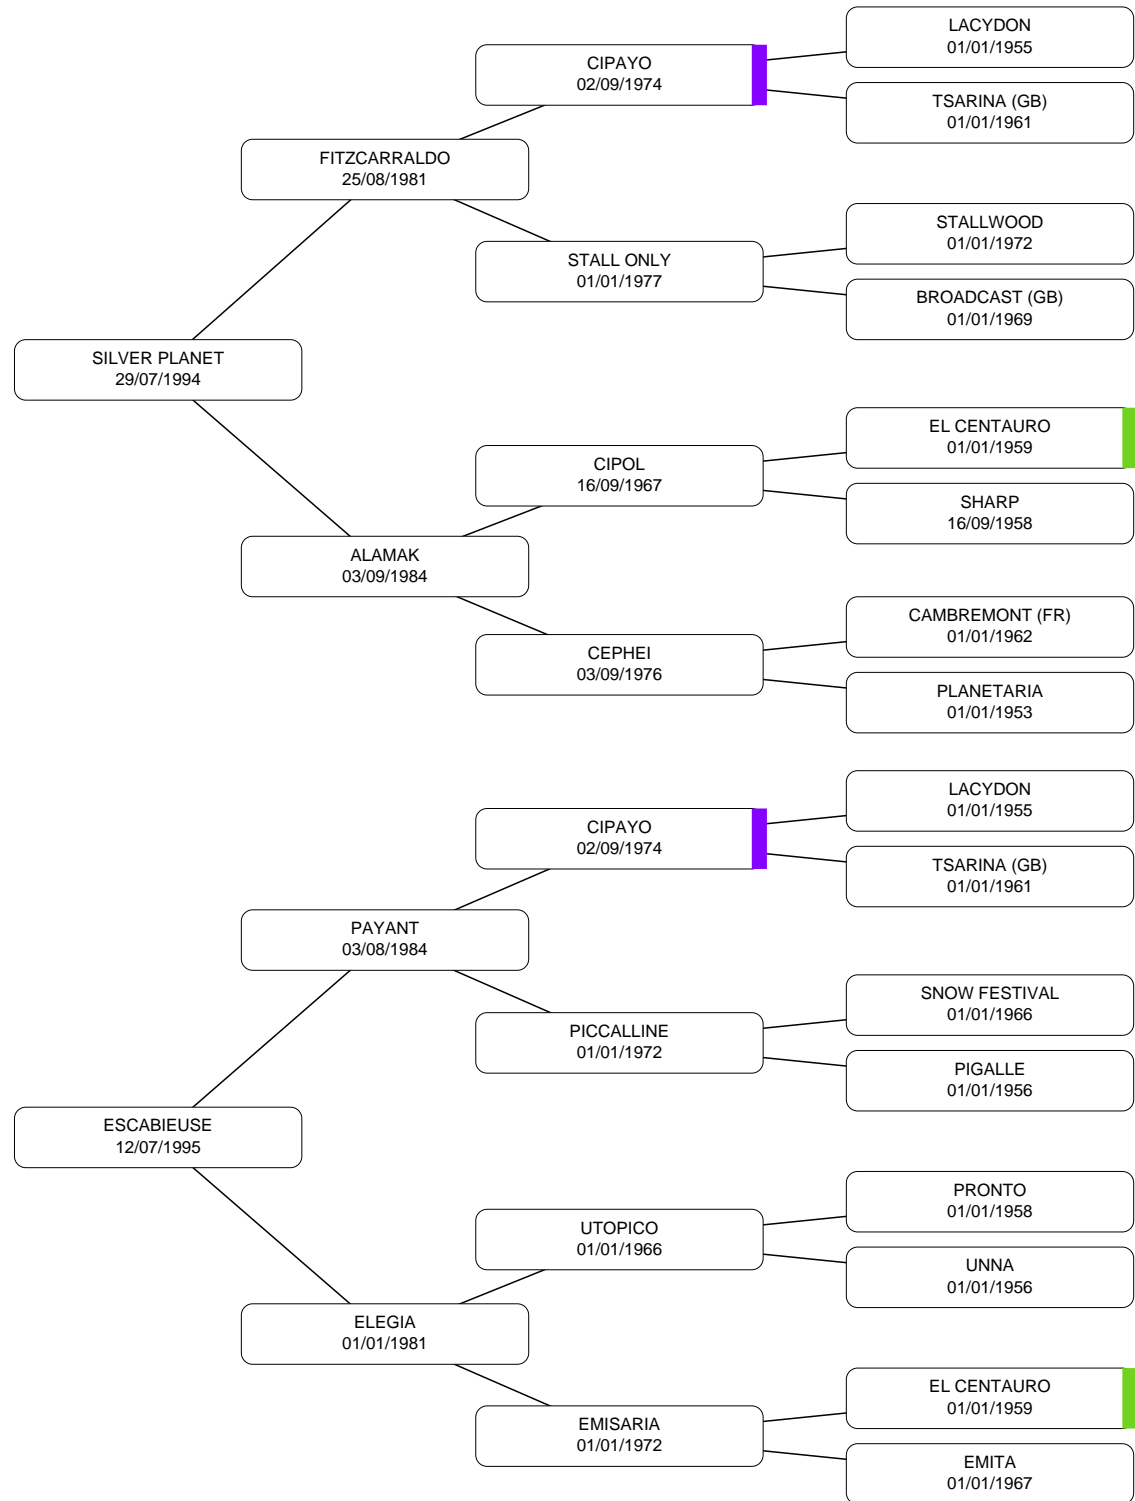 LACYDON
01/01/1955
CIPAYO
02/09/1974
TSARINA (GB)
01/01/1961
FITZCARRALDO
25/08/1981
STALLWOOD
01/01/1972
STALL ONLY
01/01/1977
BROADCAST (GB)
01/01/1969
SILVER PLANET
29/07/1994
EL CENTAURO
01/01/1959
CIPOL
16/09/1967
SHARP
16/09/1958
ALAMAK
03/09/1984
CAMBREMONT (FR)
01/01/1962
CEPHEI
03/09/1976
PLANETARIA
01/01/1953
LACYDON
01/01/1955
CIPAYO
02/09/1974
TSARINA (GB)
01/01/1961
PAYANT
03/08/1984
SNOW FESTIVAL
01/01/1966
PICCALLINE
01/01/1972
PIGALLE
01/01/1956
ESCABIEUSE
12/07/1995
PRONTO
01/01/1958
UTOPICO
01/01/1966
UNNA
01/01/1956
ELEGIA
01/01/1981
EL CENTAURO
01/01/1959
EMISARIA
01/01/1972
EMITA
01/01/1967